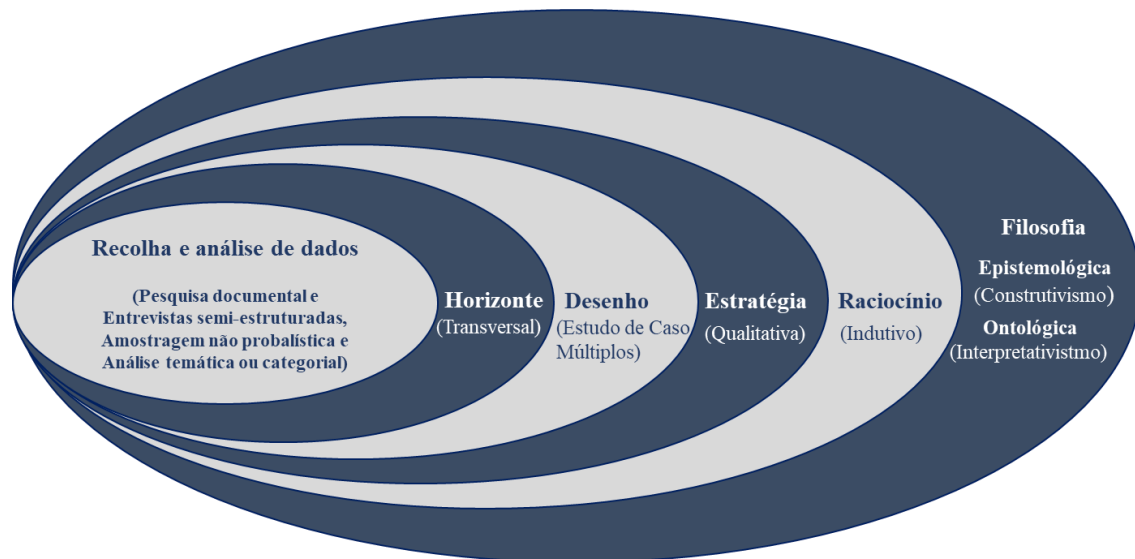 Recolha e análise de dados
(Pesquisa documental e
Entrevistas semi-estruturadas,
Amostragem não probalística e
Análise temática ou categorial)
Horizonte
(Transversal)
Desenho
(Estudo de Caso
Múltiplos)
Estratégia
(Qualitativa)
Raciocínio
(Indutivo)
Filosofia
Epistemológica
(Construtivismo)
Ontológica
(Interpretativistmo)